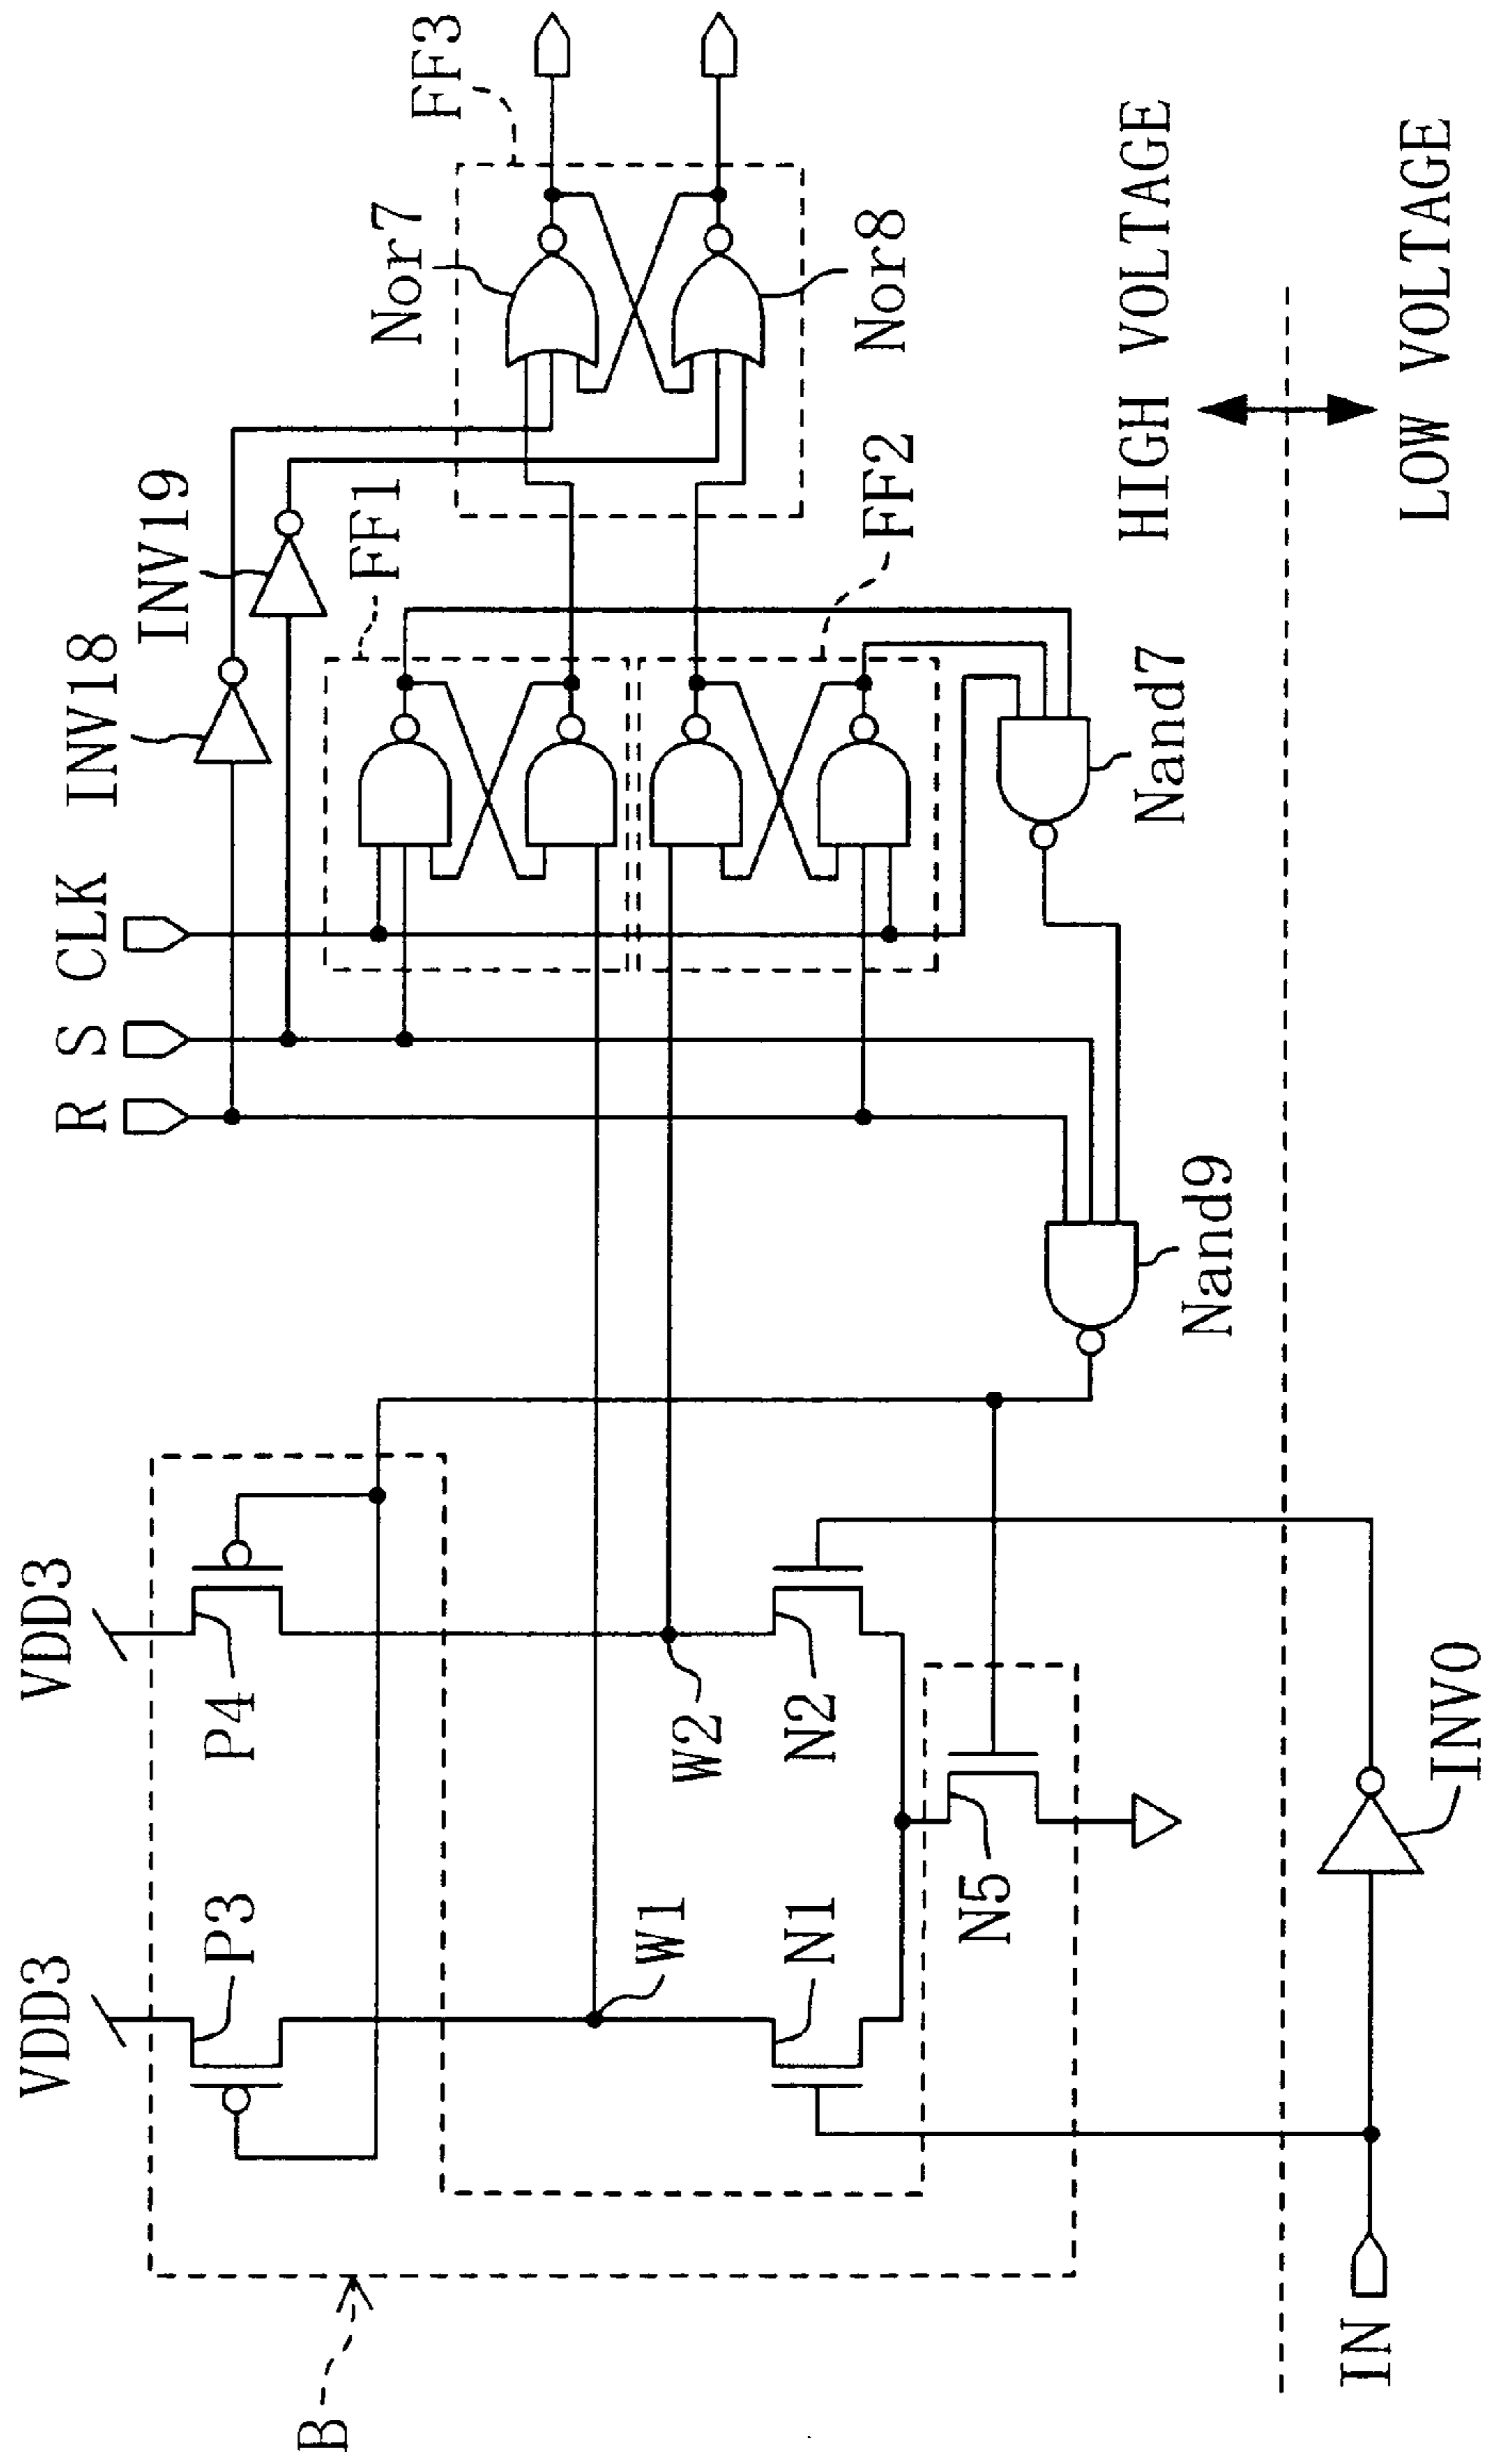 VDD3
VDD3
R
S
CLK
INV18
INV19
Nor7
FF3
P3
P4
FF1
B
W1
W2
FF2
Nor8
N1
N2
N5
Nand9
Nand7
HIGH VOLTAGE
LOW VOLTAGE
IN
INV0